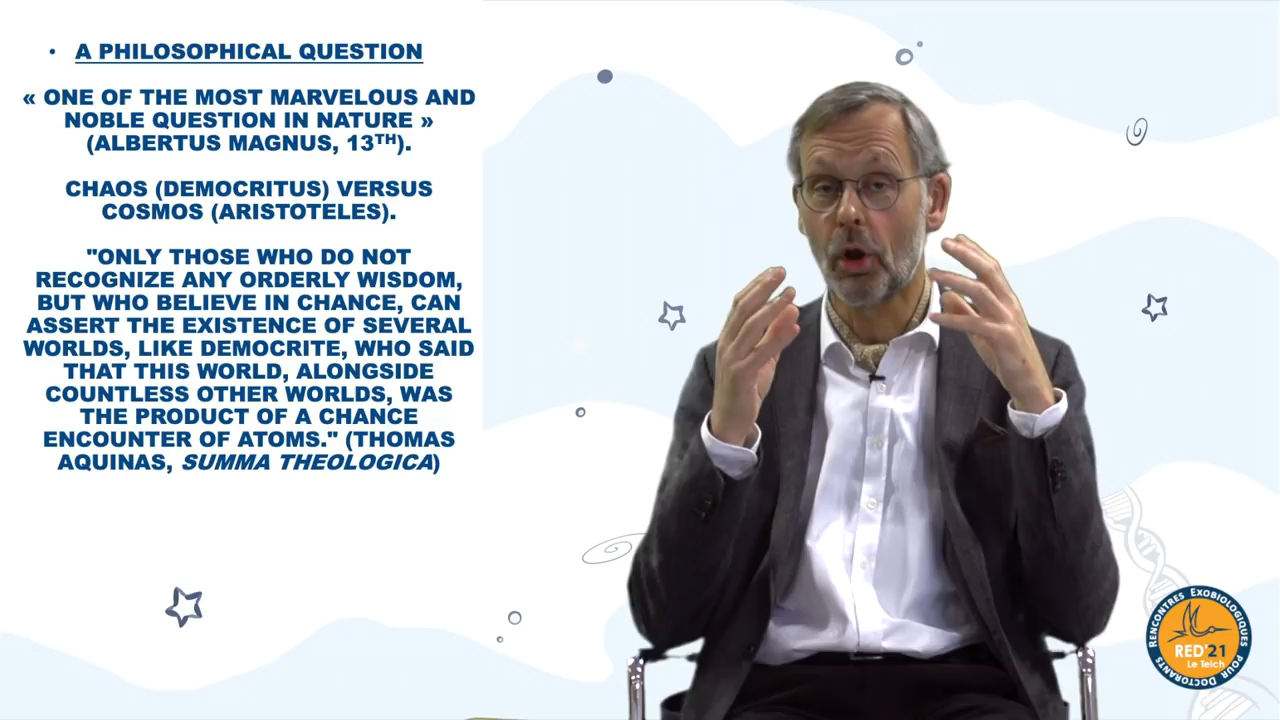 • A PHILOSOPHICAL QUESTION
« ONE OF THE MOST MARVELOUS AND
NOBLE QUESTION IN NATURE »
(ALBERTUS MAGNUS, 13TH).
CHAOS (DEMOCRITUS) VERSUS
COSMOS (ARISTOTELES).
"ONLY THOSE WHO DO NOT
RECOGNIZE ANY ORDERLY WISDOM,
BUT WHO BELIEVE IN CHANCE, CAN
ASSERT THE EXISTENCE OF SEVERAL
WORLDS, LIKE DEMOCRITE, WHO SAID
THAT THIS WORLD, ALONGSIDE
COUNTLESS OTHER WORLDS, WAS
THE PRODUCT OF A CHANCE
ENCOUNTER OF ATOMS." (THOMAS
AQUINAS, SUMMA THEOLOGICA)
RENCONTRES EXOBIOLOGIQUES
POUR DOCTORANTS
RED'21
Le Teich